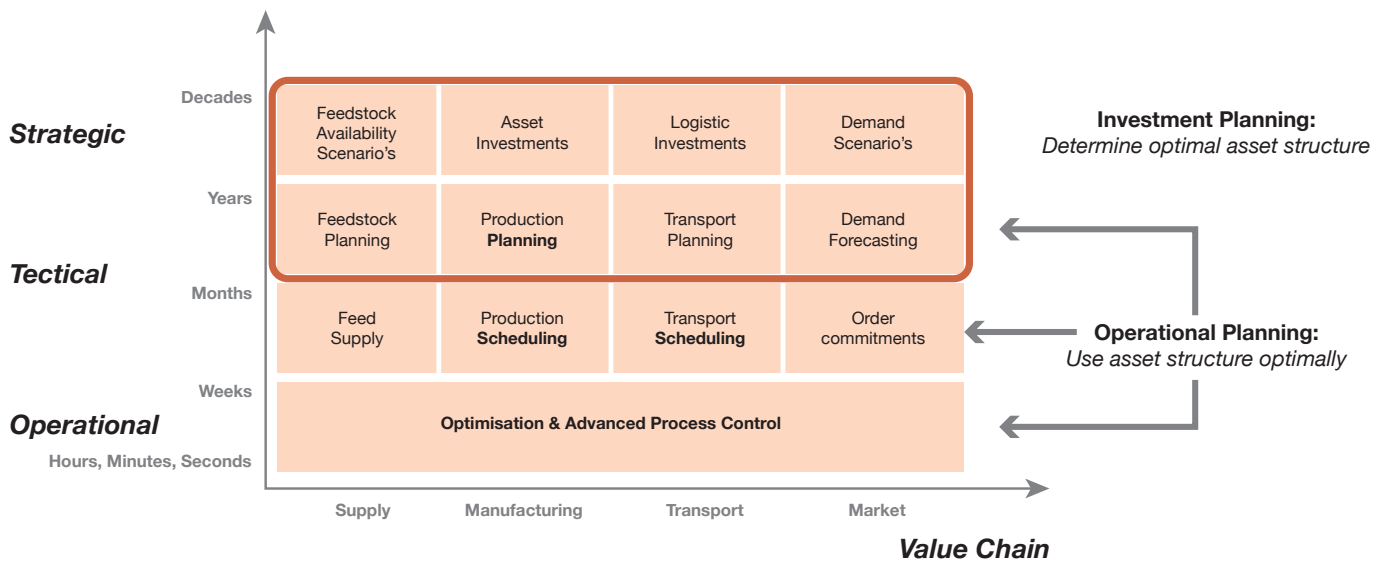 Decades
Strategic
Feedstock
Availability
Scenario's
Asset
Investments
Logistic
Investments
Demand
Scenario's
Investment Planning:
Determine optimal asset structure
Years
Feedstock
Planning
Production
Planning
Transport
Planning
Demand
Forecasting
Tectical
Months
Feed
Supply
Production
Scheduling
Transport
Scheduling
Order
commitments
Operational Planning:
Use asset structure optimally
Weeks
Operational
Optimisation & Advanced Process Control
Hours, Minutes, Seconds
Supply
Manufacturing
Transport
Market
Value Chain